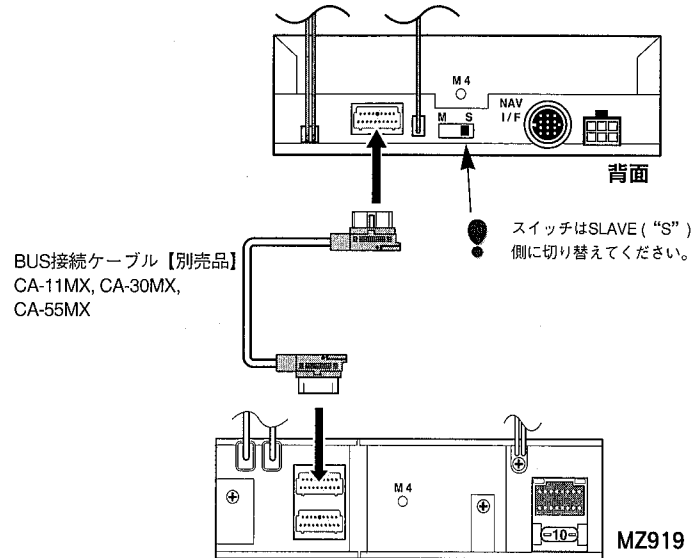 M 4
M S
NAV
I/F
背面
スイッチはSLAVE（“S”）
側に切り替えてください。
BUS接続ケーブル【別売品】
CA-11MX, CA-30MX,
CA-55MX
M 4
-10-
MZ919